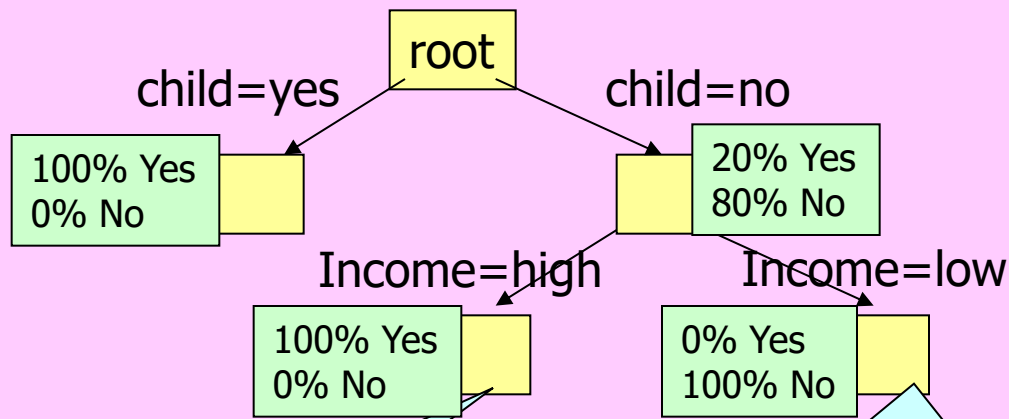 root
child=yes
child=no
100% Yes
0% No
20% Yes
80% No
Income=high
Income=low
100% Yes
0% No
0% Yes
100% No